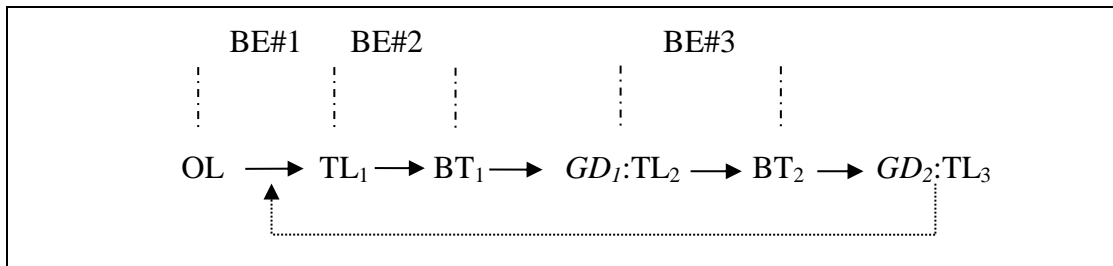 BE#1 BE#2 BE#3
OL TL₁ BT₁ GD₁:TL₂ BT₂ GD₂:TL₃